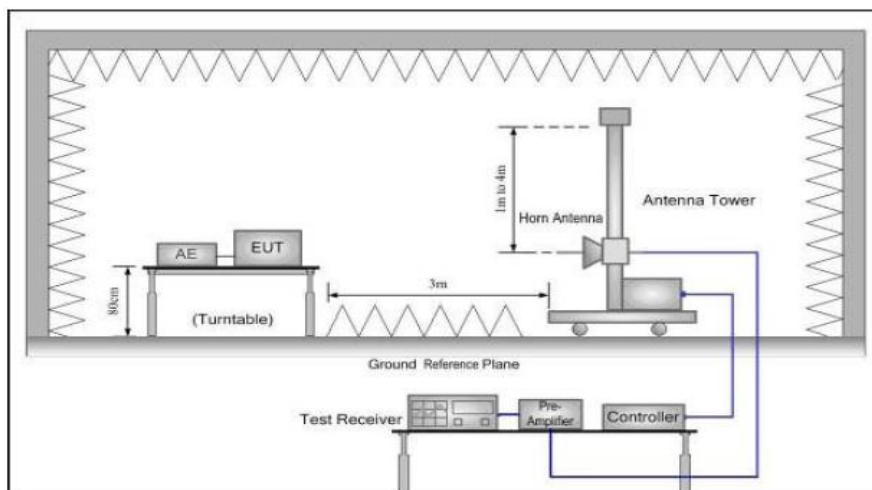 1m to 4m
Horn Antenna
Antenna Tower
AE
EUT
80cm
(Turntable)
3m
Ground Reference Plane
Test Receiver
Pre-
Amplifier
Controller